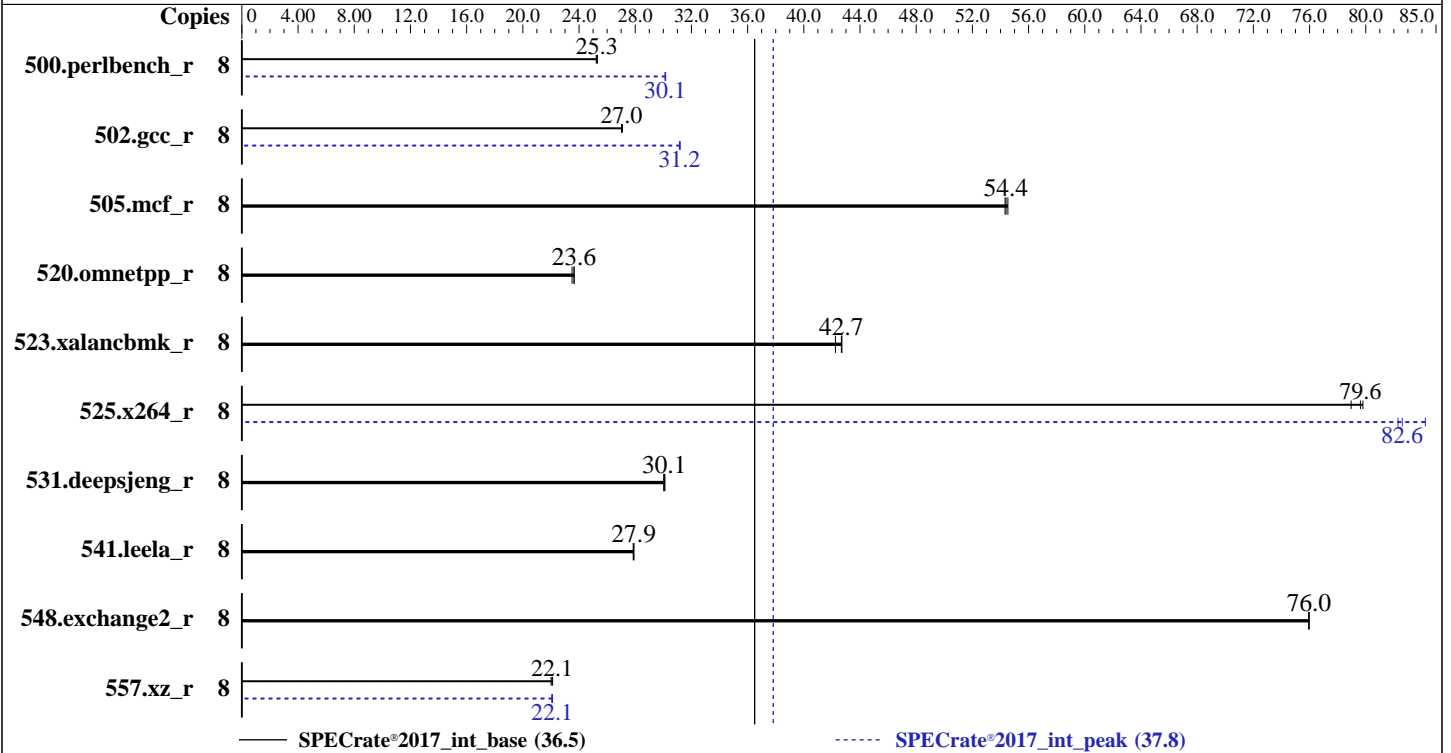 Copies 0 4.00 8.00 12.0 16.0 20.0 24.0 28.0 32.0 36.0 40.0 44.0 48.0 52.0 56.0 60.0 64.0 68.0 72.0 76.0 80.0 85.0
25.3
500.perlbench_r 8
30.1
27.0
502.gcc_r 8
31.2
54.4
505.mcf_r 8
23.6
520.omnetpp_r 8
42.7
523.xalancbmk_r 8
79.6
525.x264_r 8
82.6
30.1
531.deepsjeng_r 8
27.9
541.leela_r 8
76.0
548.exchange2_r 8
22.1
557.xz_r 8
22.1
SPECrate®2017_int_base (36.5) SPECrate®2017_int_peak (37.8)